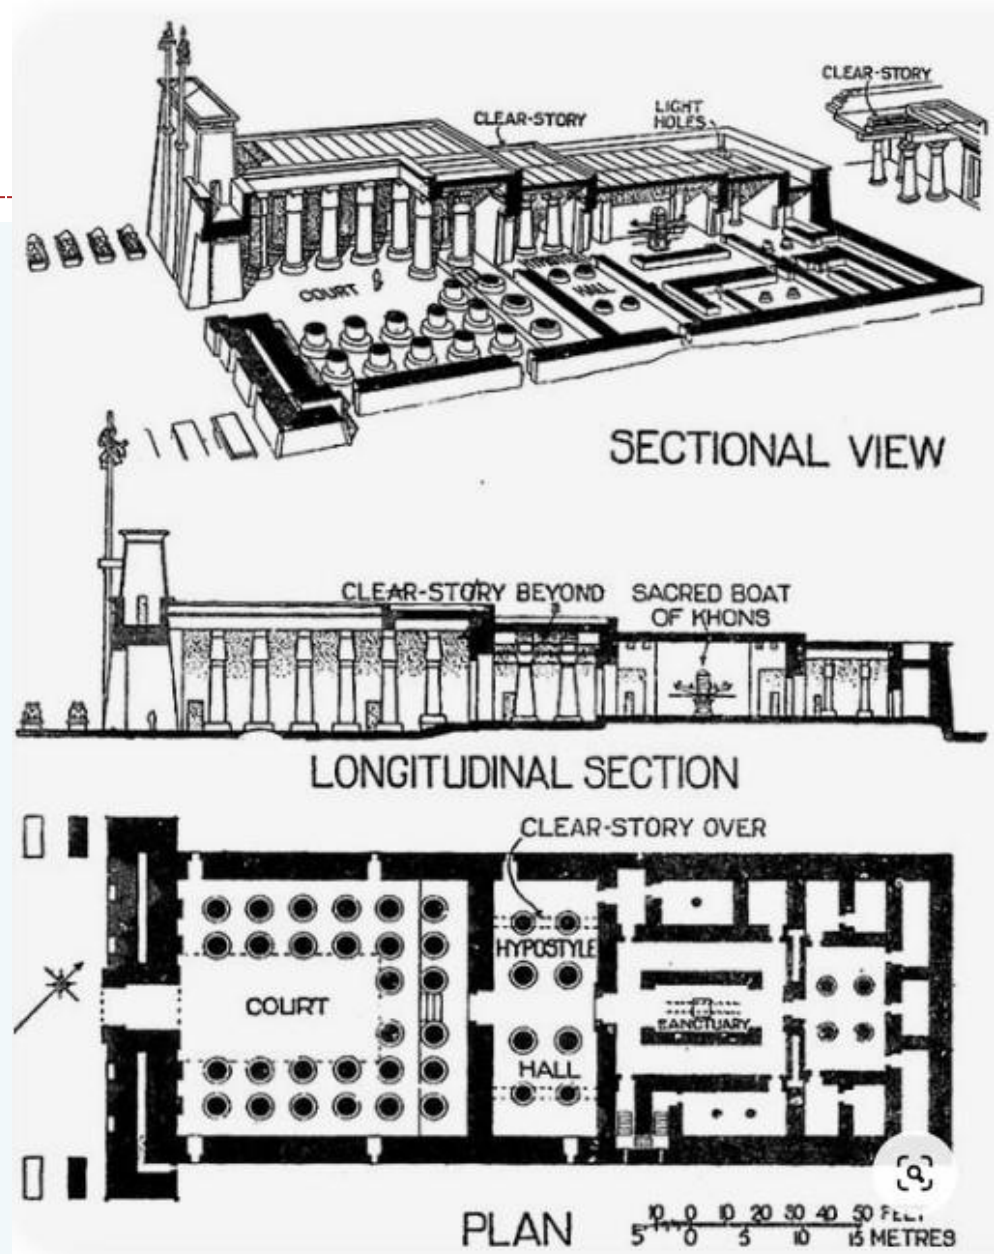 CLEAR-STORY
CLEAR-STORY
LIGHT
HOLES
COURT
HALL
SECTIONAL VIEW
CLEAR-STORY BEYOND
SACRED BOAT
OF KHONS
LONGITUDINAL SECTION
CLEAR-STORY OVER
HYPOSTYLE
COURT
SANCTUARY
HALL
PLAN
10 0 10 20 30 40 50 FEET
5 0 5 10 15 METRES